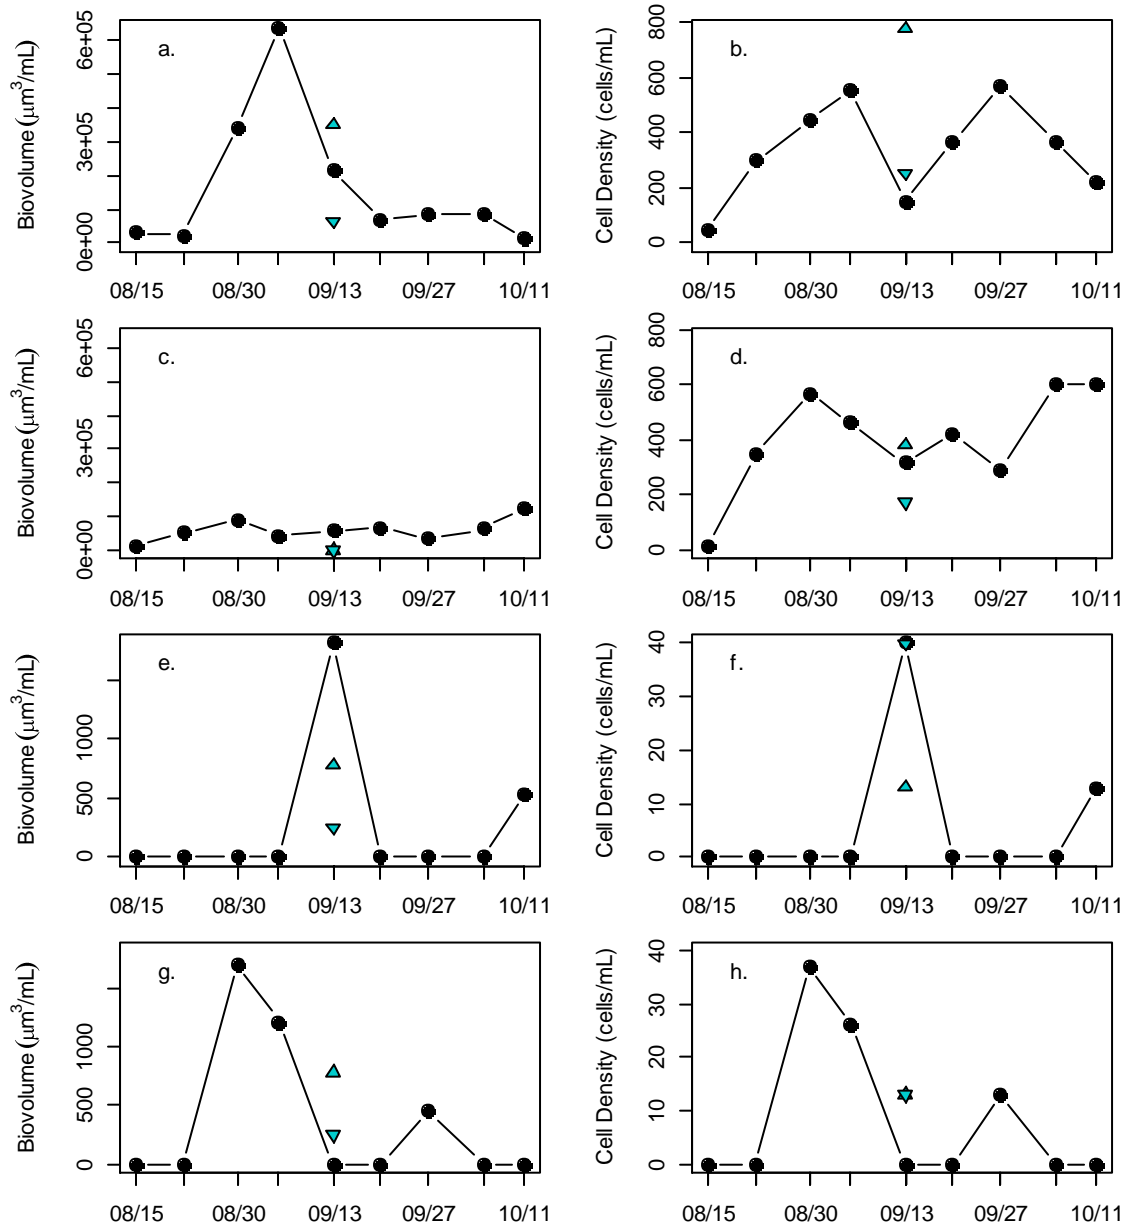 a.
Biovolume (µm³/mL)
6e+05
3e+05
0e+00
08/15 08/30 09/13 09/27 10/11
b.
Cell Density (cells/mL)
800
600
400
200
0
08/15 08/30 09/13 09/27 10/11
c.
Biovolume (µm³/mL)
6e+05
3e+05
0e+00
08/15 08/30 09/13 09/27 10/11
d.
Cell Density (cells/mL)
800
600
400
200
0
08/15 08/30 09/13 09/27 10/11
e.
Biovolume (µm³/mL)
1000
500
0
08/15 08/30 09/13 09/27 10/11
f.
Cell Density (cells/mL)
40
30
20
10
0
08/15 08/30 09/13 09/27 10/11
g.
Biovolume (µm³/mL)
1000
500
0
08/15 08/30 09/13 09/27 10/11
h.
Cell Density (cells/mL)
40
30
20
10
0
08/15 08/30 09/13 09/27 10/11